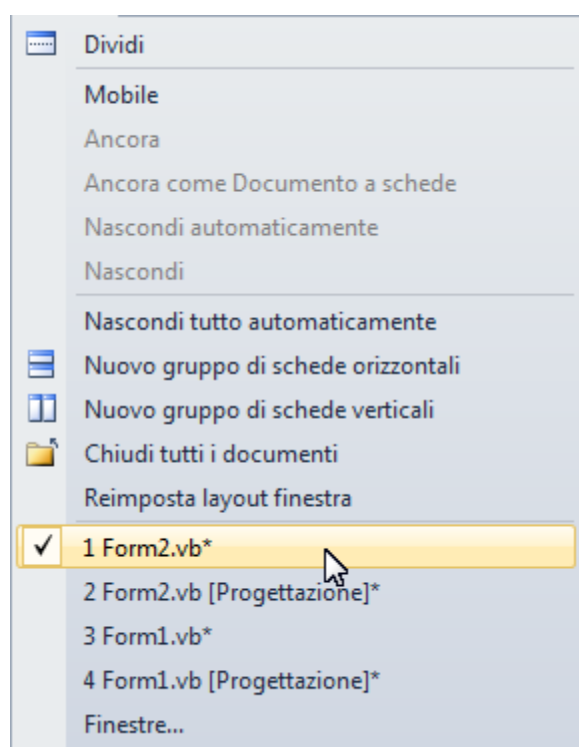 Dividi
Mobile
Ancora
Ancora come Documento a schede
Nascondi automaticamente
Nascondi
Nascondi tutto automaticamente
Nuovo gruppo di schede orizzontali
Nuovo gruppo di schede verticali
Chiudi tutti i documenti
Reimposta layout finestra
1 Form2.vb*
2 Form2.vb [Progettazione]*
3 Form1.vb*
4 Form1.vb [Progettazione]*
Finestre...